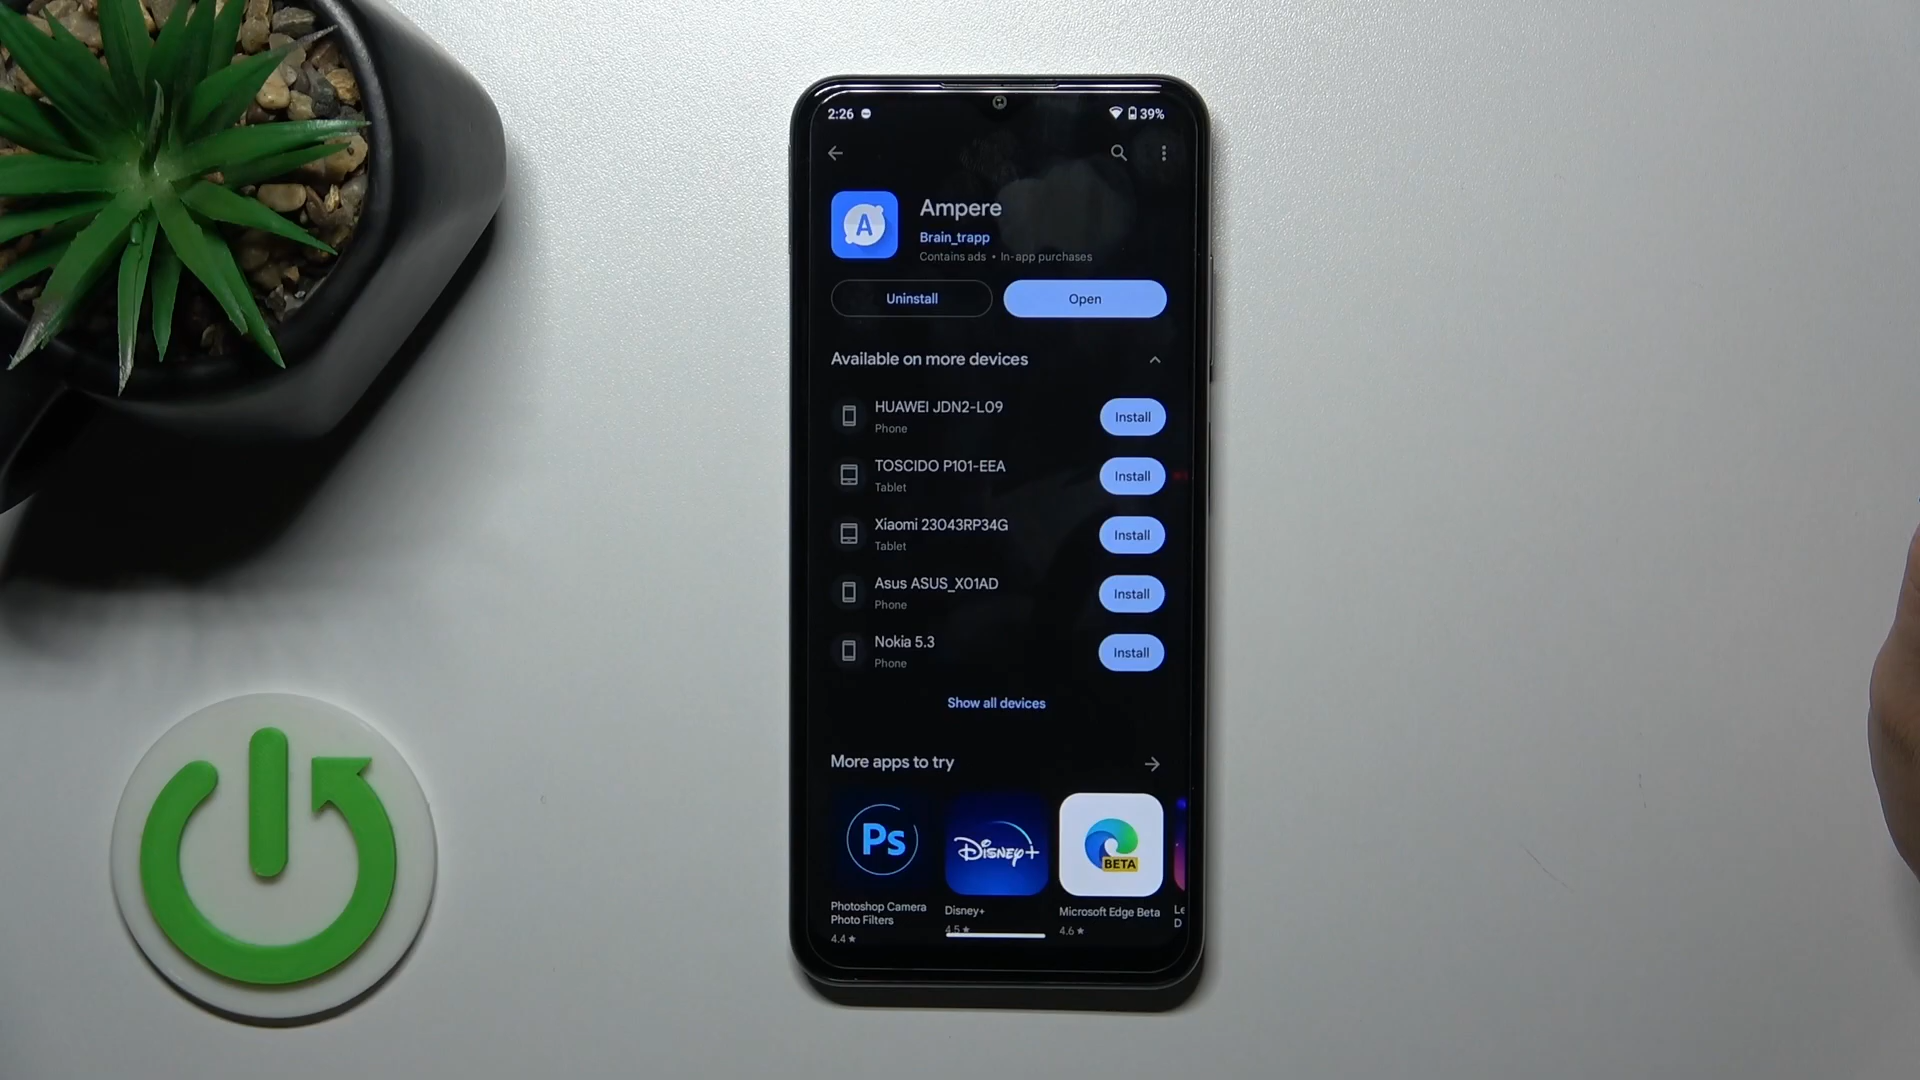 2:26
39%
A
Ampere
Brain_trapp
Contains ads • In-app purchases
Uninstall
Open
Available on more devices
HUAWEI JDN2-L09
Phone
Install
TOSCIDO P101-EEA
Tablet
Install
Xiaomi 23043RP34G
Tablet
Install
Asus ASUS_X01AD
Phone
Install
Nokia 5.3
Phone
Install
Show all devices
More apps to try
Ps
Disney+
BETA
Photoshop Camera
Photo Filters
4.4★
Disney+
4.5★
Microsoft Edge Beta
4.6★
Le
D